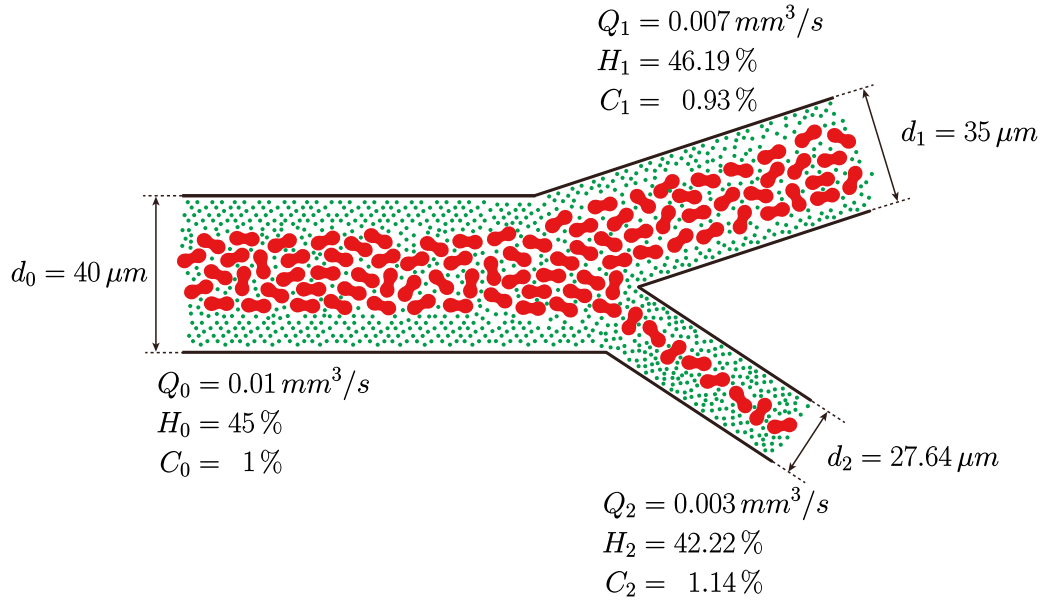 Q₁ = 0.007 mm³/s
H₁ = 46.19 %
C₁ = 0.93 %
d₁ = 35 μm
d₀ = 40 μm
Q₀ = 0.01 mm³/s
H₀ = 45 %
C₀ = 1 %
d₂ = 27.64 μm
Q₂ = 0.003 mm³/s
H₂ = 42.22 %
C₂ = 1.14 %